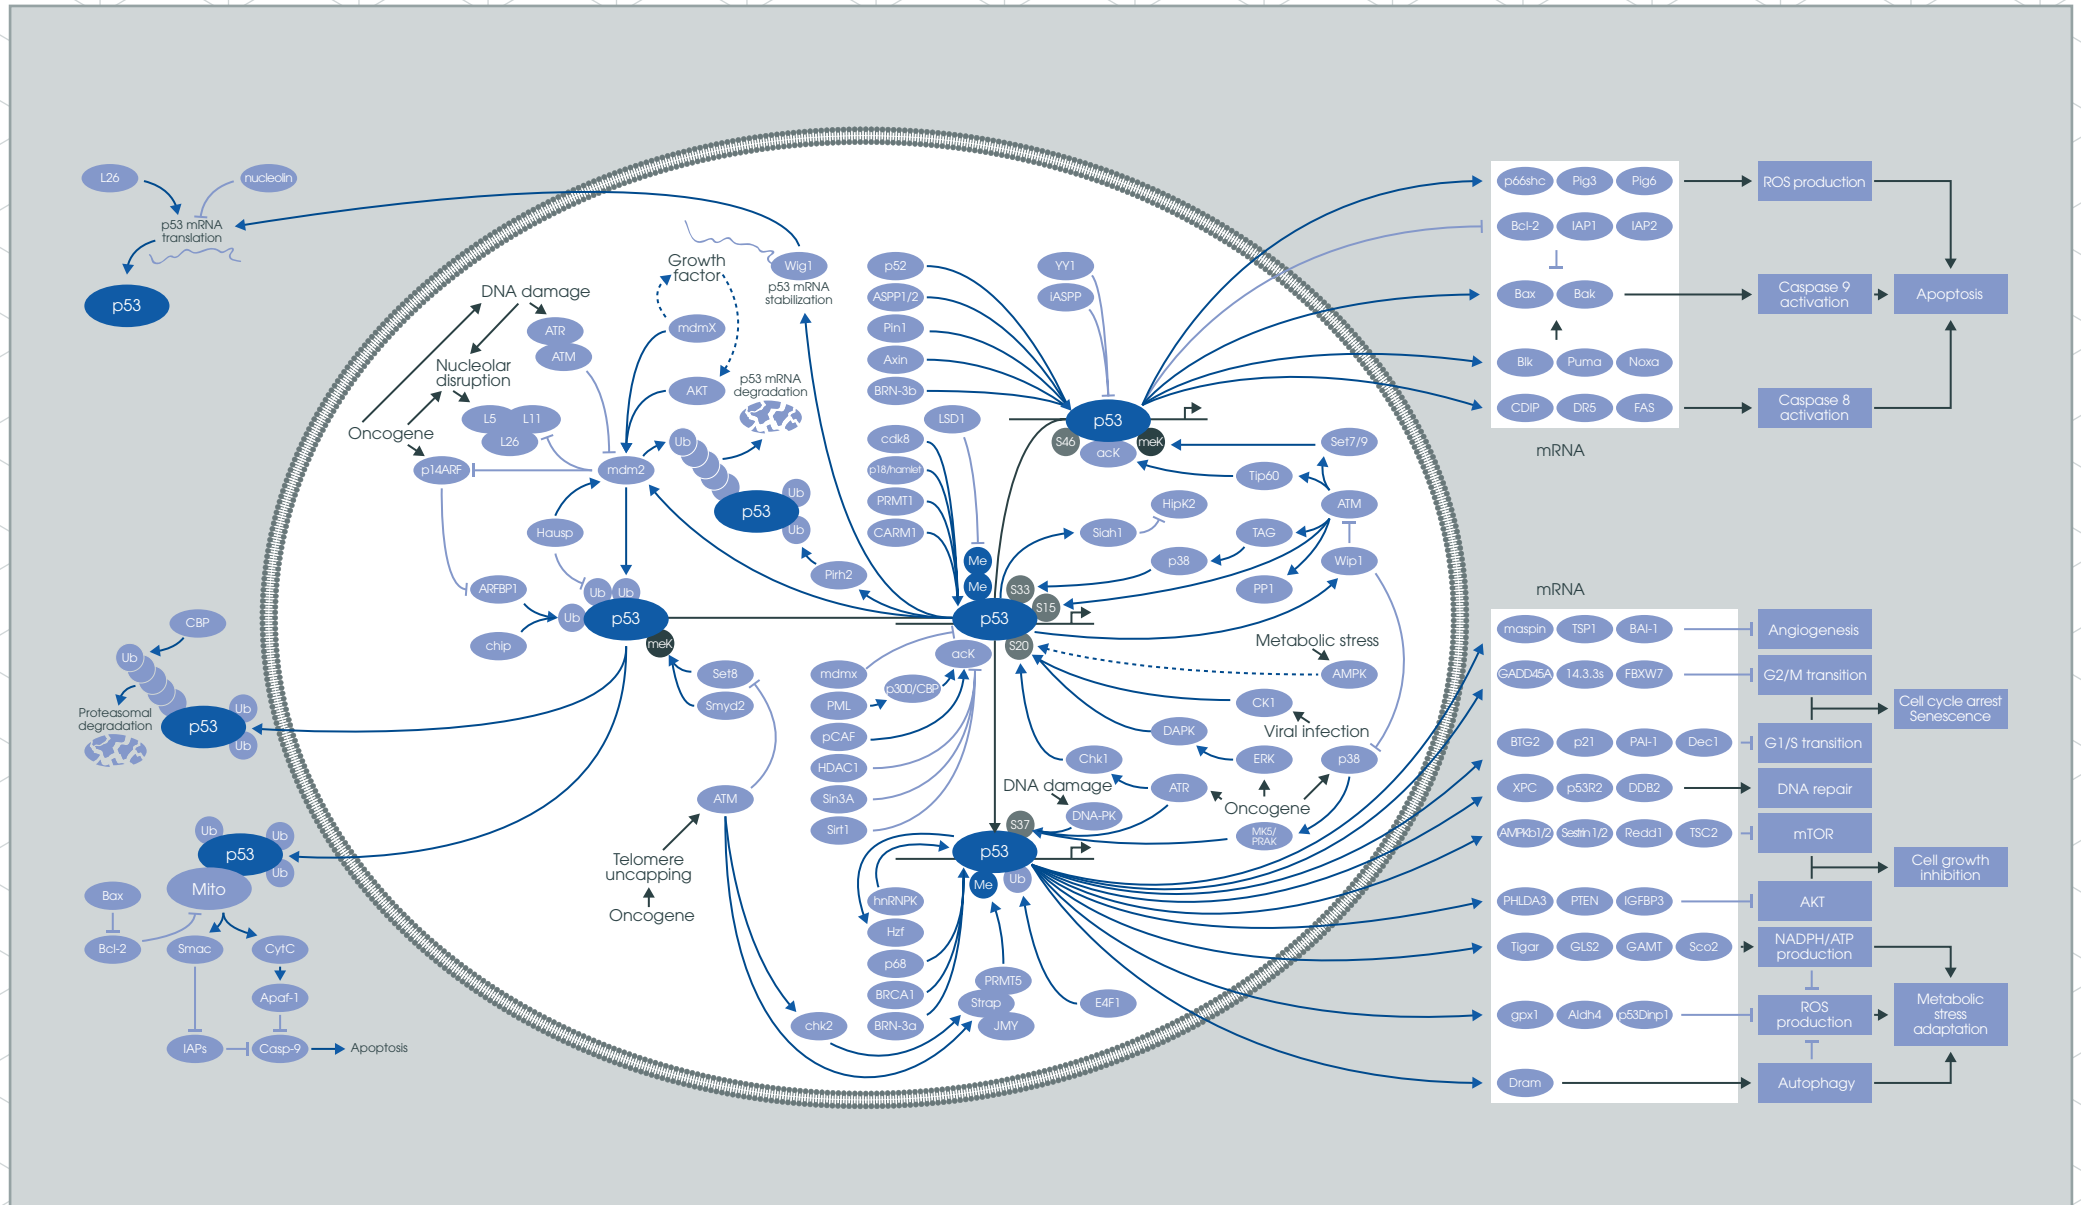 L26
nucleolin
p53 mRNA
translation
p53
Growth
factor
Wig1
p53 mRNA
stabilization
DNA damage
ATR
ATM
mdmX
Nucleolar
disruption
AKT
p53 mRNA
degradation
L5
L11
L26
Oncogene
p14ARF
mdm2
Ub
p53
Ub
Ub
Hausp
Pirh2
ARFBP1
chip
Ub
Ub
Ub
p53
meK
Set8
Smyd2
CBP
Ub
Proteasomal
degradation
p53
Ub
Ub
Ub
Ub
Ub
p53
Mito
Bax
Bcl-2
Smac
CytC
Apaf-1
IAPs
Casp-9
Apoptosis
ATM
Telomere
uncapping
Oncogene
chk2
p52
ASPP1/2
Pin1
Axin
BRN-3b
YY1
iASPP
p53
S46
acK
meK
LSD1
cdk8
p18/hamlet
PRMT1
CARM1
Me
Me
S33
S15
p53
S20
acK
Set7/9
Tip60
HipK2
ATM
Siah1
TAG
p38
Wip1
PP1
Metabolic stress
AMPK
CK1
Viral infection
DAPK
ERK
p38
Chk1
ATR
DNA damage
Oncogene
DNA-PK
MK5/
PRAK
mdmx
p300/CBP
PML
pCAF
HDAC1
Sin3A
Sirt1
S37
p53
Me
Ub
hnRNPK
Hzf
p68
BRCA1
BRN-3a
PRMT5
Strap
JMY
E4F1
p66shc
Pig3
Pig6
ROS production
Bcl-2
IAP1
IAP2
Bax
Bak
Caspase 9
activation
Apoptosis
Blk
Puma
Noxa
CDIP
DR5
FAS
Caspase 8
activation
mRNA
mRNA
maspin
TSP1
BAI-1
Angiogenesis
GADD45A
14.3.3s
FBXW7
G2/M transition
Cell cycle arrest
Senescence
BTG2
p21
PAI-1
Dec1
G1/S transition
XPC
p53R2
DDB2
DNA repair
AMPKb1/2
Sestrin 1/2
Redd1
TSC2
mTOR
Cell growth
inhibition
PHLDA3
PTEN
IGFBP3
AKT
Tigar
GLS2
GAMT
Sco2
NADPH/ATP
production
gpx1
Aldh4
p53Dinp1
ROS
production
Metabolic
stress
adaptation
Dram
Autophagy